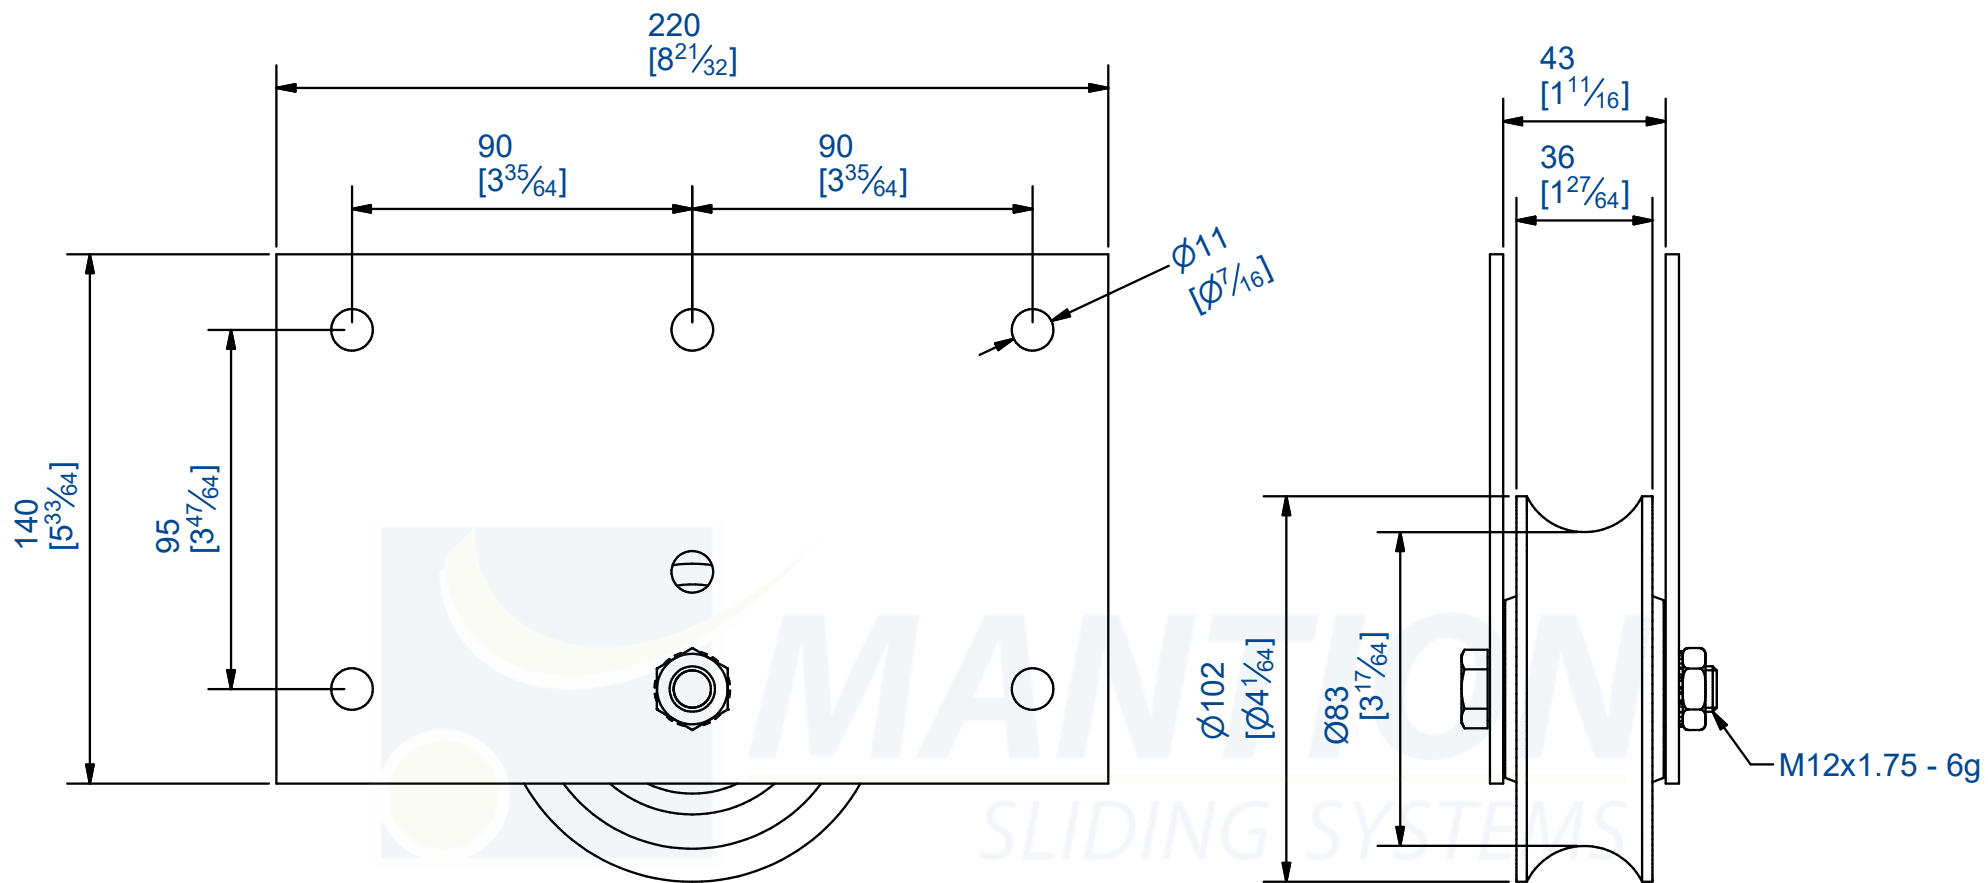 220
[8 21/32]
43
[1 11/16]
90
[3 35/64]
90
[3 35/64]
36
[1 27/64]
Ø11
[Ø7/16]
140
[5 33/64]
95
[3 47/64]
Ø102
[Ø4 1/64]
Ø83
[3 17/64]
M12x1.75 - 6g
MANTION
SLIDING SYSTEMS